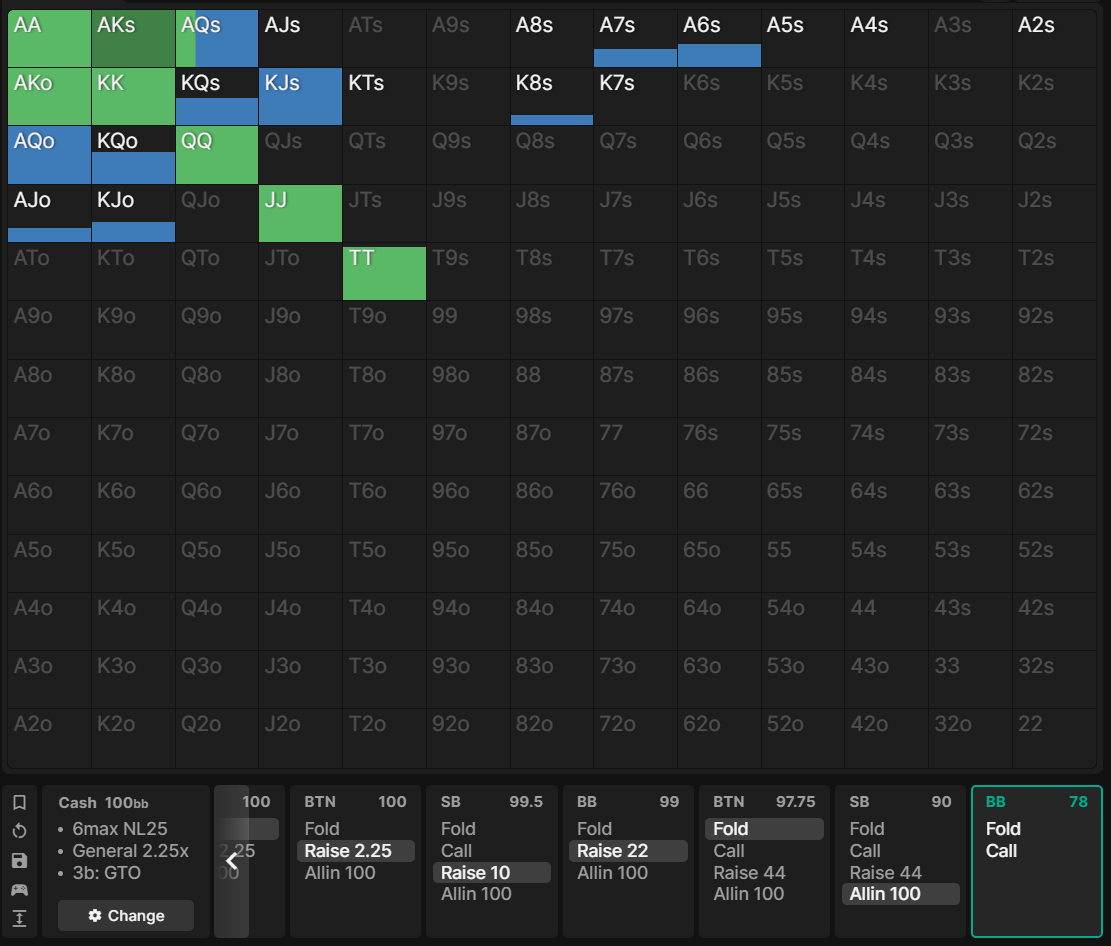 AA AKs AQs AJs ATs A9s A8s A7s A6s A5s A4s A3s A2s
AKo KK KQs KJs KTs K9s K8s K7s K6s K5s K4s K3s K2s
AQo KQo QQ QJs QTs Q9s Q8s Q7s Q6s Q5s Q4s Q3s Q2s
AJo KJo QJo JJ JTs J9s J8s J7s J6s J5s J4s J3s J2s
ATo KTo QTo JTo TT T9s T8s T7s T6s T5s T4s T3s T2s
A9o K9o Q9o J9o T9o 99 98s 97s 96s 95s 94s 93s 92s
A8o K8o Q8o J8o T8o 98o 88 87s 86s 85s 84s 83s 82s
A7o K7o Q7o J7o T7o 97o 87o 77 76s 75s 74s 73s 72s
A6o K6o Q6o J6o T6o 96o 86o 76o 66 65s 64s 63s 62s
A5o K5o Q5o J5o T5o 95o 85o 75o 65o 55 54s 53s 52s
A4o K4o Q4o J4o T4o 94o 84o 74o 64o 54o 44 43s 42s
A3o K3o Q3o J3o T3o 93o 83o 73o 63o 53o 43o 33 32s
A2o K2o Q2o J2o T2o 92o 82o 72o 62o 52o 42o 32o 22
Cash 100bb
• 6max NL25
• General 2.25x
• 3b: GTO
Change
100
2.25
00
BTN 100
Fold
Raise 2.25
Allin 100
SB 99.5
Fold
Call
Raise 10
Allin 100
BB 99
Fold
Raise 22
Allin 100
BTN 97.75
Fold
Call
Raise 44
Allin 100
SB 90
Fold
Call
Raise 44
Allin 100
BB 78
Fold
Call